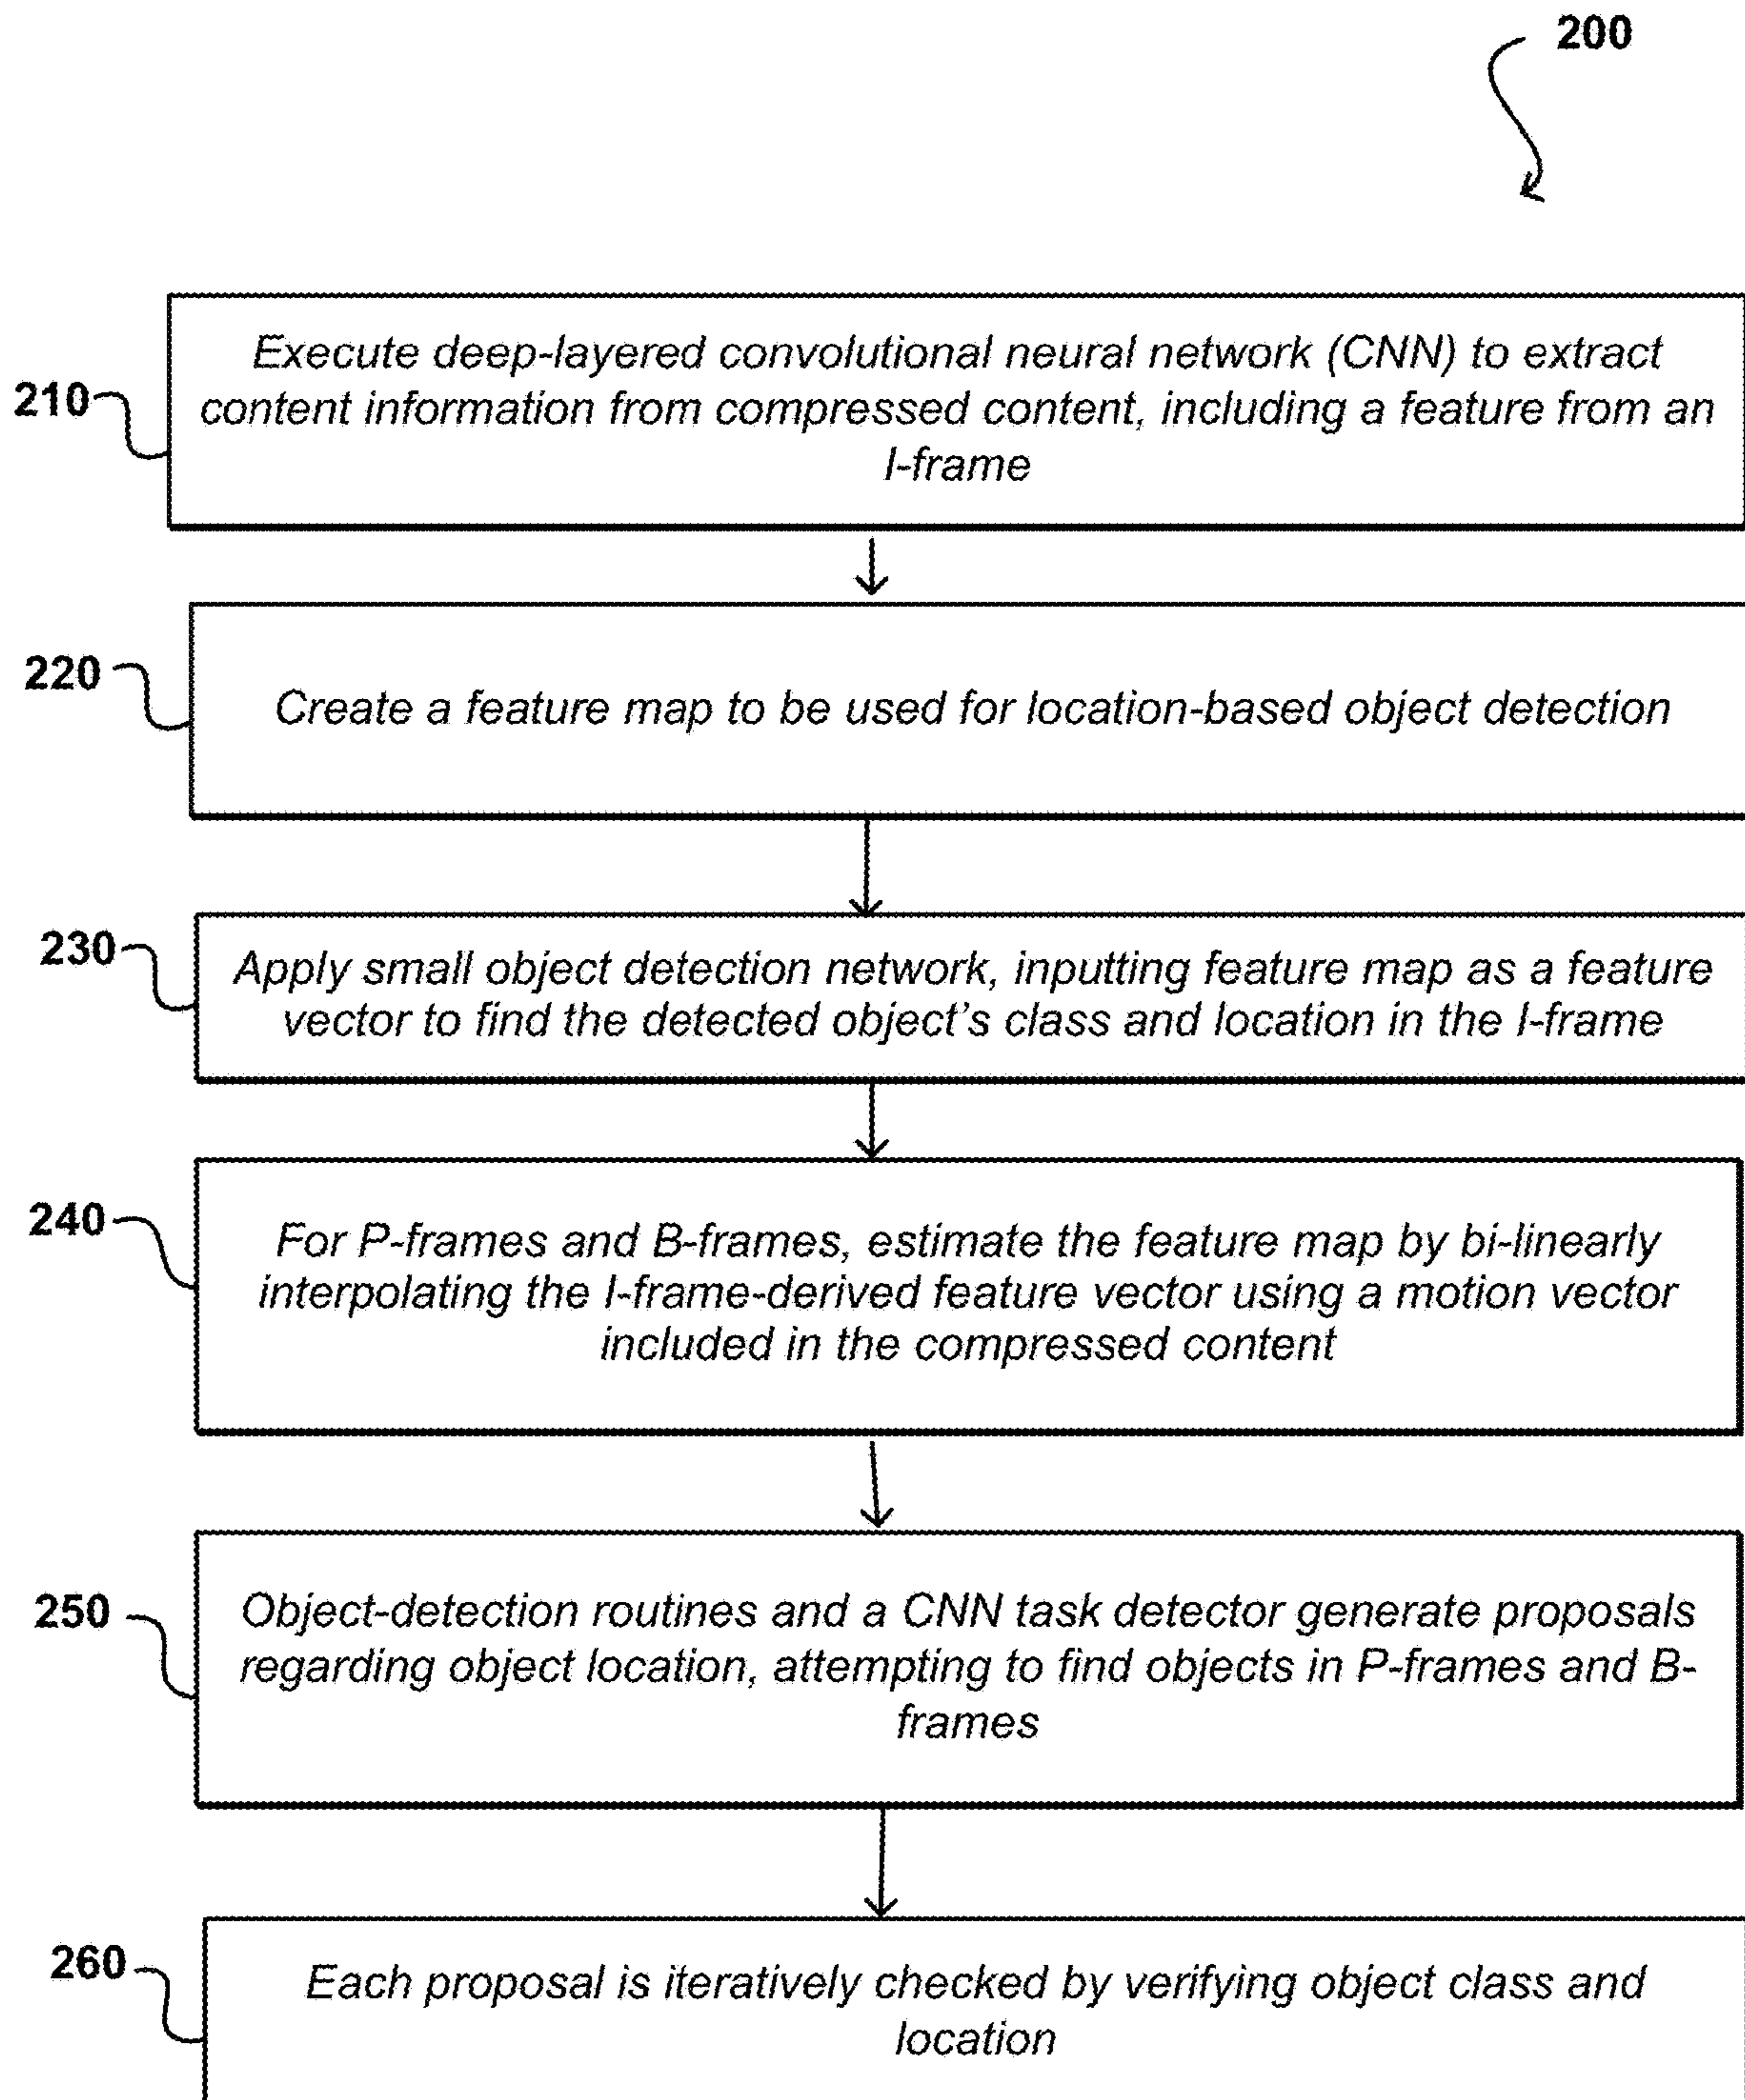 200
210
Execute deep-layered convolutional neural network (CNN) to extract
content information from compressed content, including a feature from an
I-frame
220
Create a feature map to be used for location-based object detection
230
Apply small object detection network, inputting feature map as a feature
vector to find the detected object's class and location in the I-frame
240
For P-frames and B-frames, estimate the feature map by bi-linearly
interpolating the I-frame-derived feature vector using a motion vector
included in the compressed content
250
Object-detection routines and a CNN task detector generate proposals
regarding object location, attempting to find objects in P-frames and B-
frames
260
Each proposal is iteratively checked by verifying object class and
location